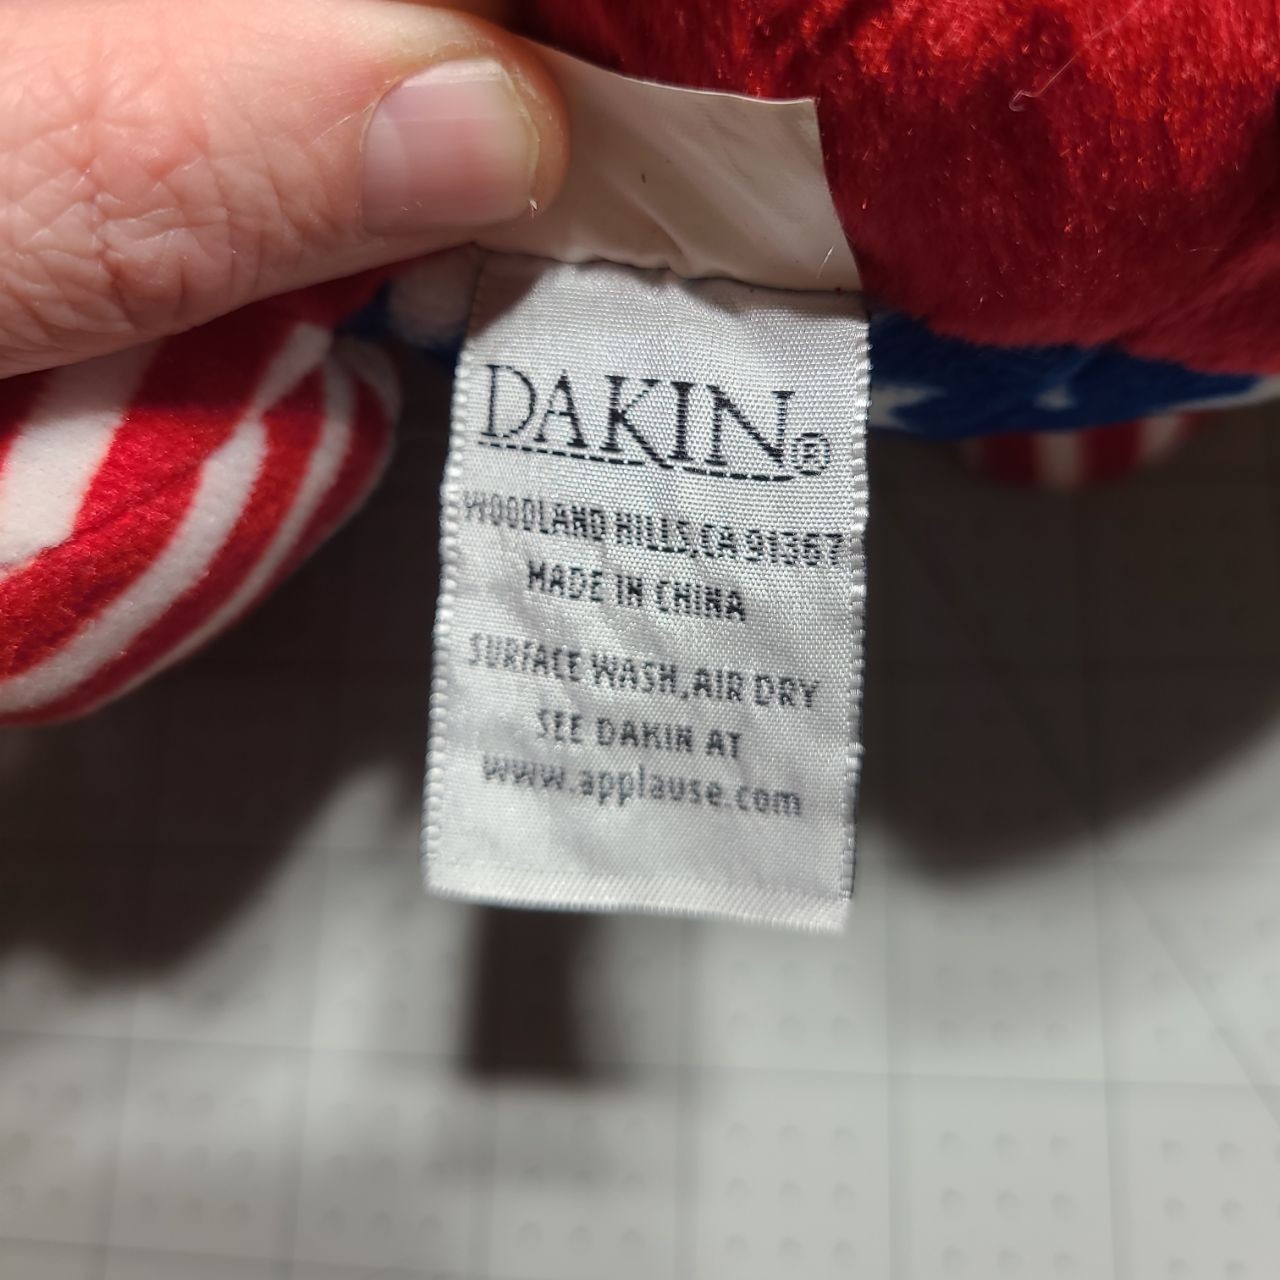 DAKIN®
WOODLAND HILLS, CA 91367
MADE IN CHINA
SURFACE WASH, AIR DRY
SEE DAKIN AT
www.applause.com